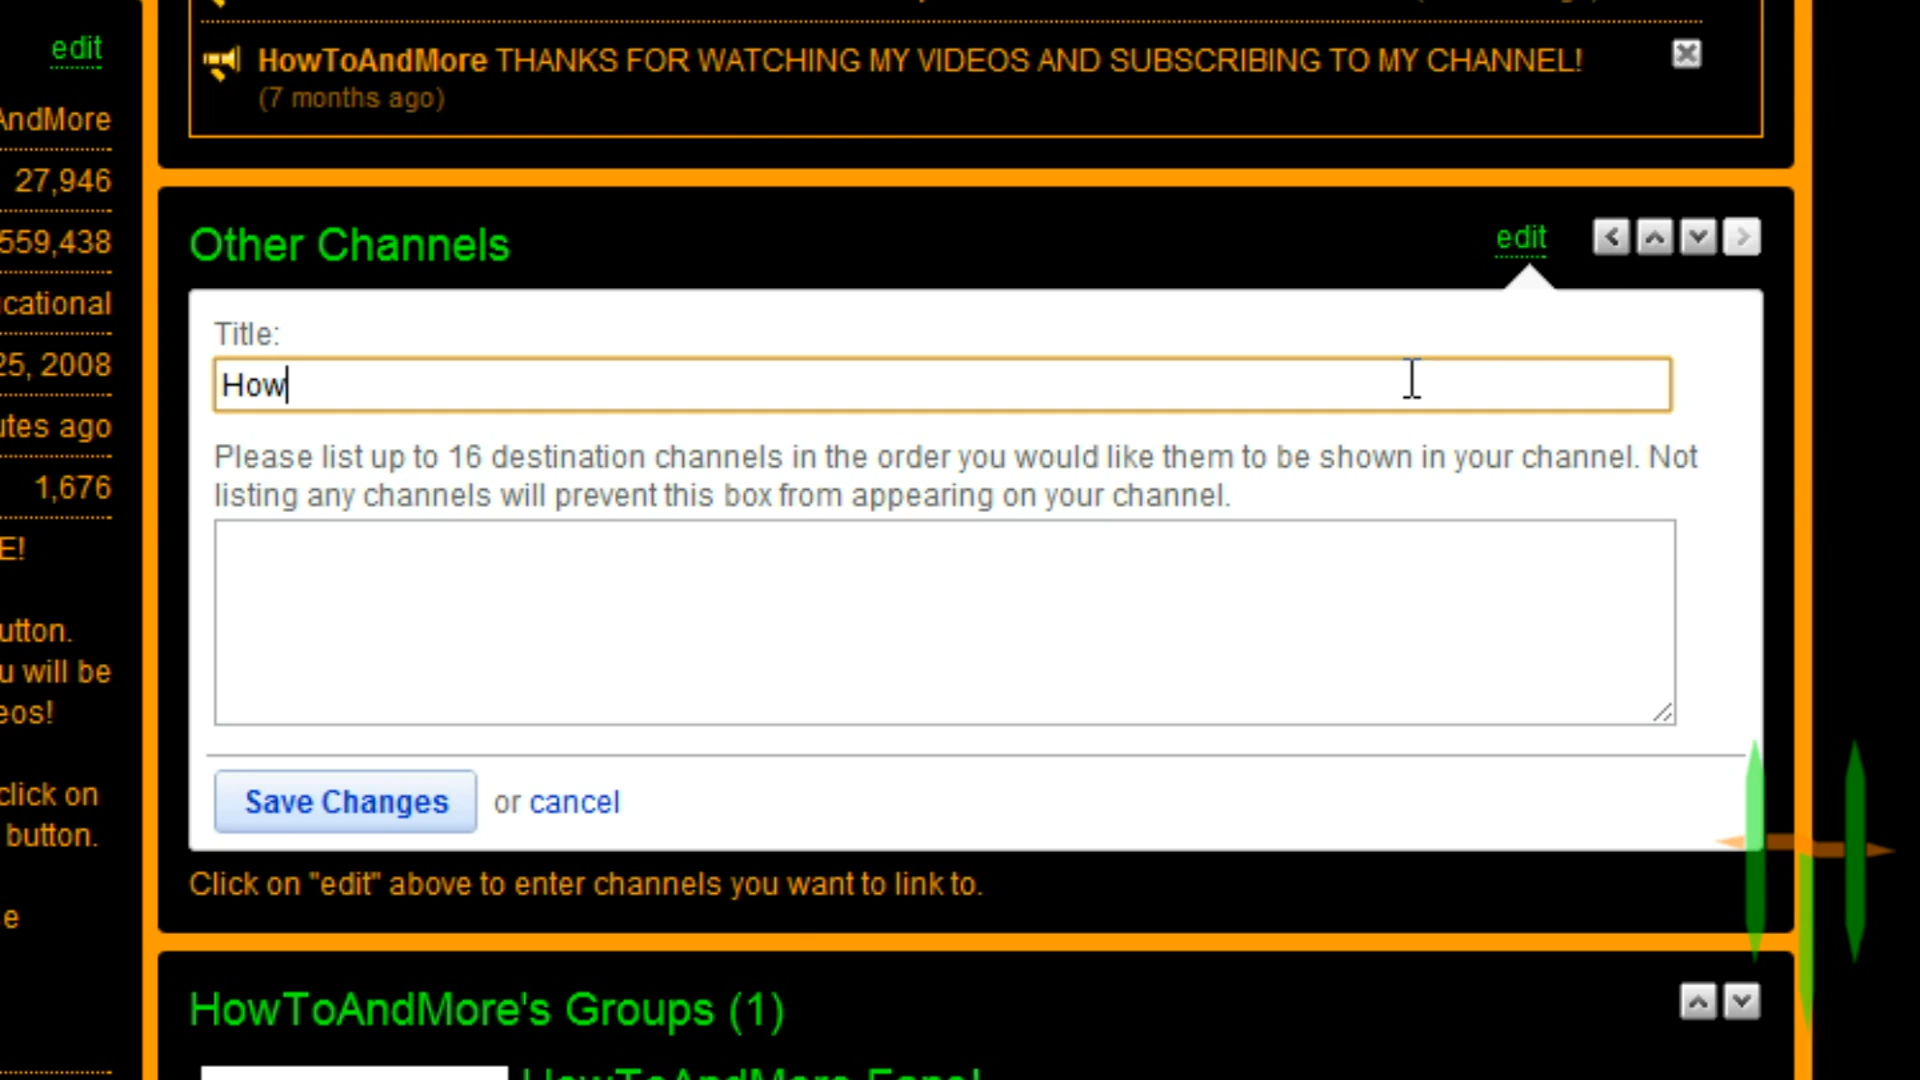 edit
AndMore
27,946
559,438
cational
25, 2008
utes ago
1,676
E!
utton.
u will be
eos!
click on
button.
e
HowToAndMore THANKS FOR WATCHING MY VIDEOS AND SUBSCRIBING TO MY CHANNEL!
(7 months ago)
Other Channels
edit
Title:
How
Please list up to 16 destination channels in the order you would like them to be shown in your channel. Not
listing any channels will prevent this box from appearing on your channel.
Save Changes or cancel
Click on "edit" above to enter channels you want to link to.
HowToAndMore's Groups (1)
HowToAndMore Fans!